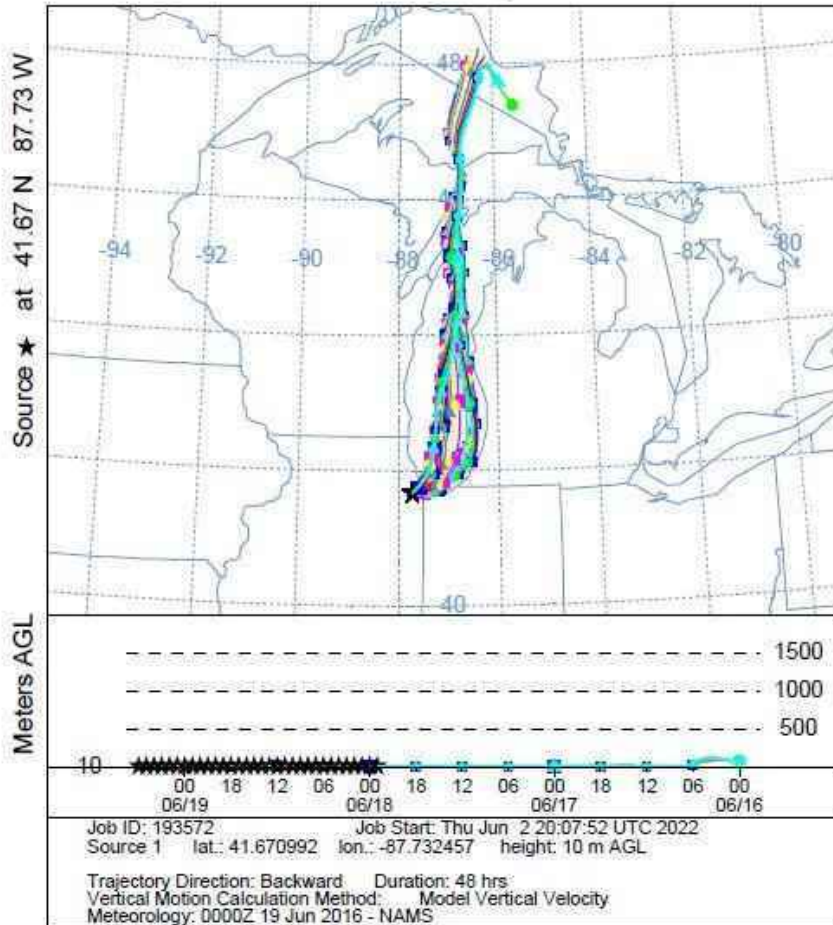 Source ★ at 41.67 N 87.73 W
48
-94
-92
-90
-88
-86
-84
-82
-80
40
Meters AGL
1500
1000
500
10
00 18 12 06 00 18 12 06 00 18 12 06 00
06/19 06/18 06/17 06/16
Job ID: 193572 Job Start: Thu Jun 2 20:07:52 UTC 2022
Source 1 lat.: 41.670992 lon.: -87.732457 height: 10 m AGL
Trajectory Direction: Backward Duration: 48 hrs
Vertical Motion Calculation Method: Model Vertical Velocity
Meteorology: 0000Z 19 Jun 2016 - NAMS